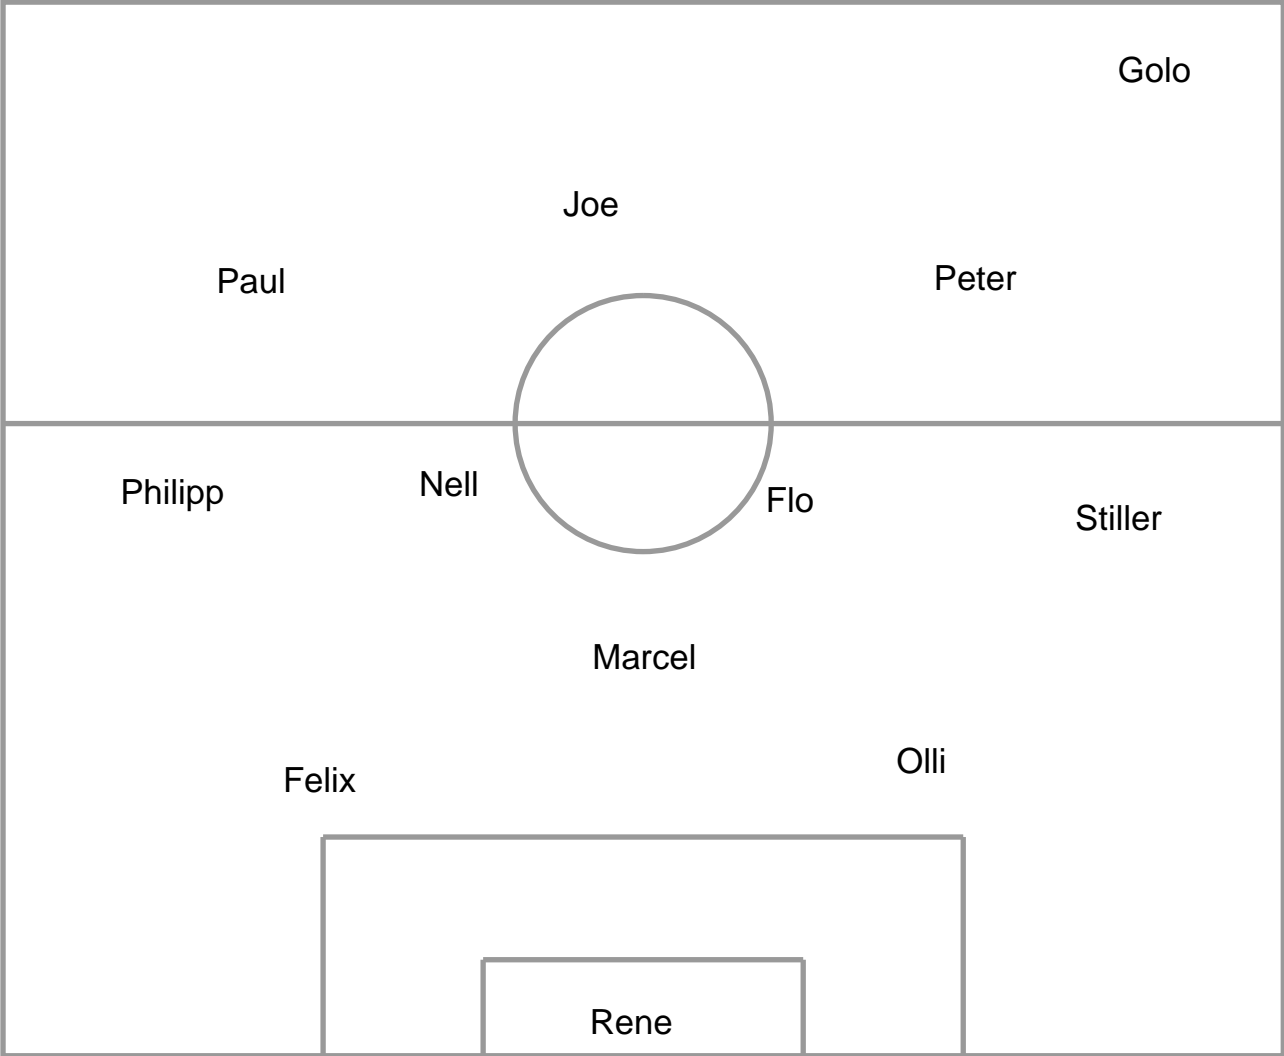 Golo
Joe
Paul
Peter
Philipp
Nell
Flo
Stiller
Marcel
Felix
Olli
Rene